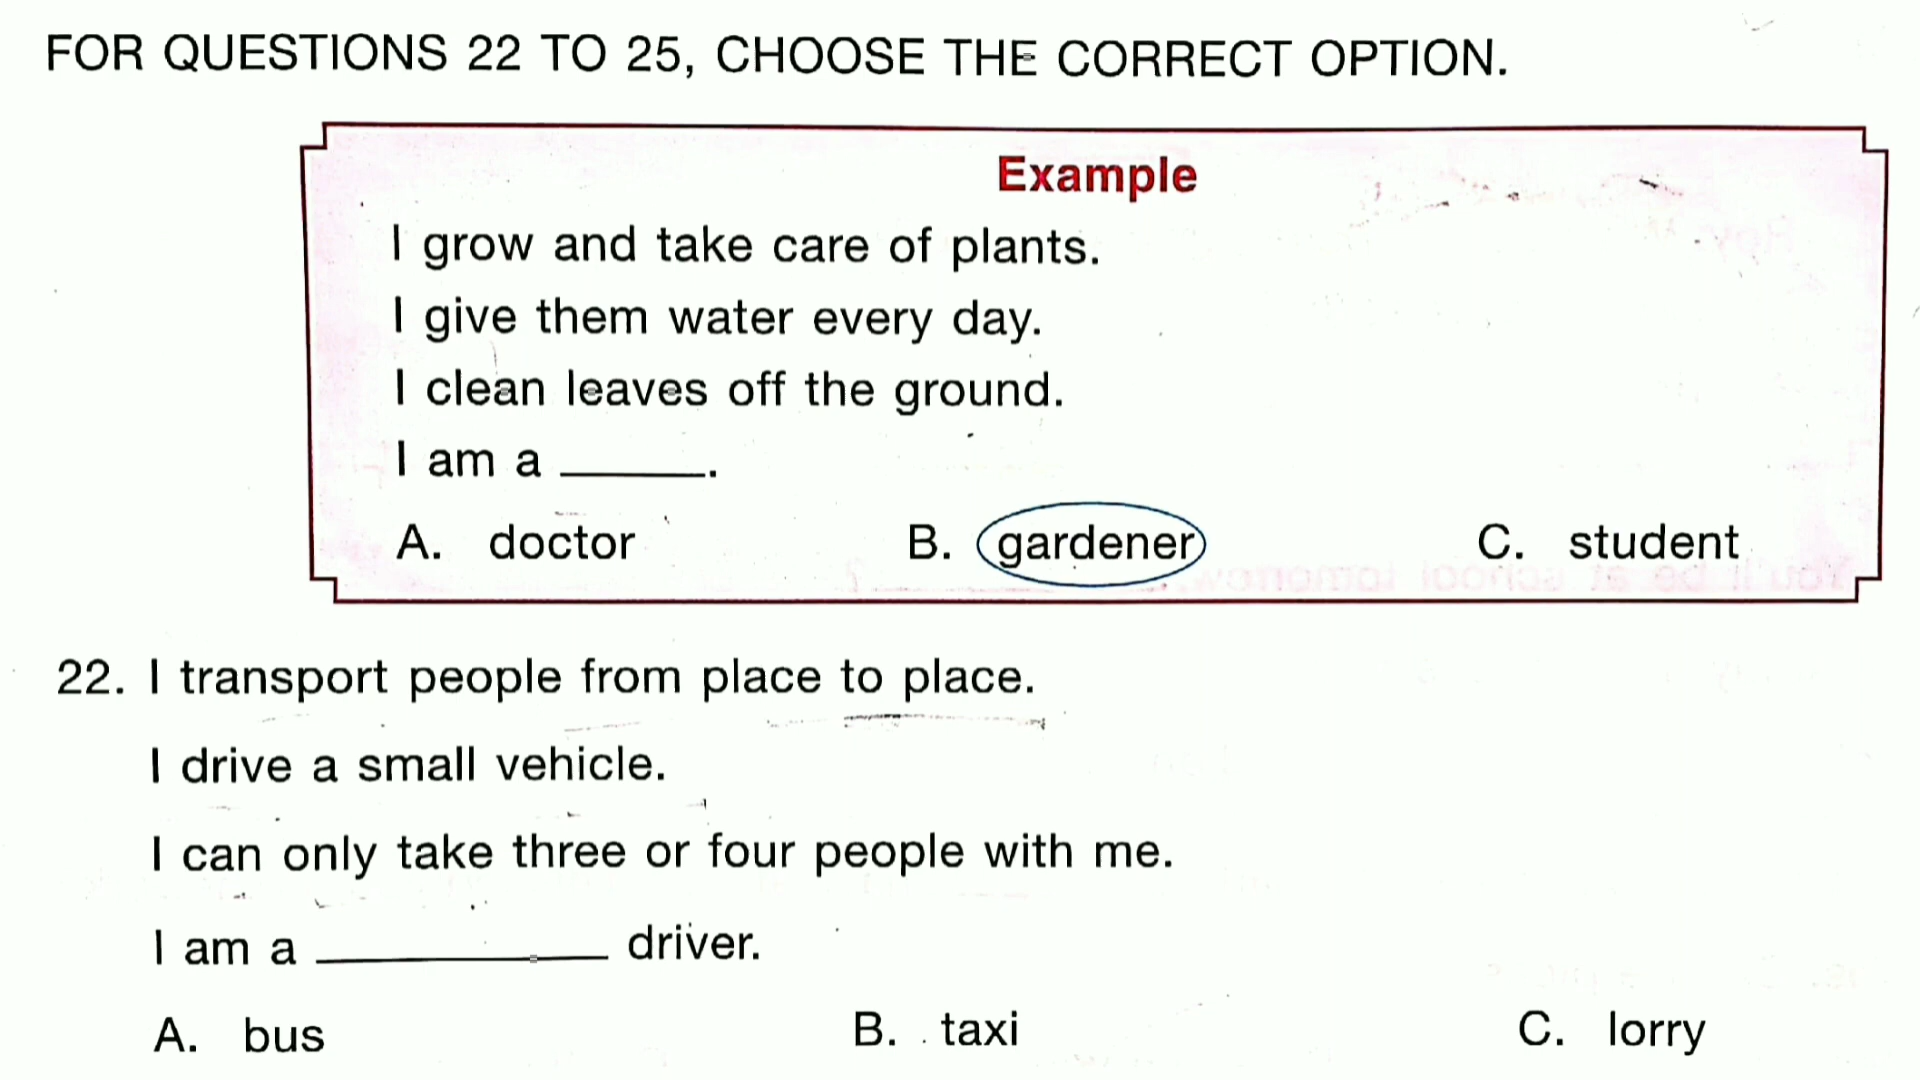 FOR QUESTIONS 22 TO 25, CHOOSE THE CORRECT OPTION.
Example
I grow and take care of plants.
I give them water every day.
I clean leaves off the ground.
I am a ______.
A. doctor B. gardener C. student
22. I transport people from place to place.
I drive a small vehicle.
I can only take three or four people with me.
I am a ____________ driver.
A. bus B. taxi C. lorry